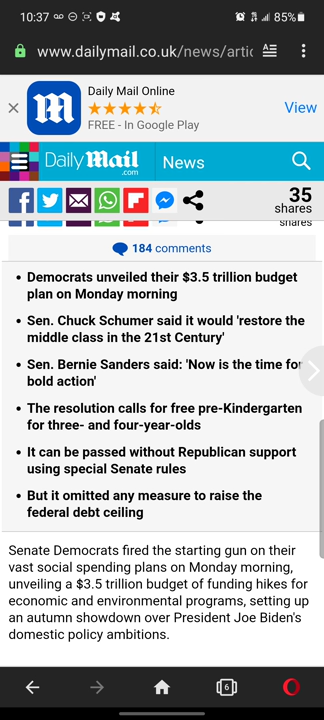 10:37 85%
www.dailymail.co.uk/news/artic
Daily Mail Online
FREE - In Google Play
View
Daily Mail .com News
35
shares
shares
184 comments
• Democrats unveiled their $3.5 trillion budget
plan on Monday morning
• Sen. Chuck Schumer said it would 'restore the
middle class in the 21st Century'
• Sen. Bernie Sanders said: 'Now is the time for
bold action'
• The resolution calls for free pre-Kindergarten
for three- and four-year-olds
• It can be passed without Republican support
using special Senate rules
• But it omitted any measure to raise the
federal debt ceiling
Senate Democrats fired the starting gun on their
vast social spending plans on Monday morning,
unveiling a $3.5 trillion budget of funding hikes for
economic and environmental programs, setting up
an autumn showdown over President Joe Biden's
domestic policy ambitions.
6